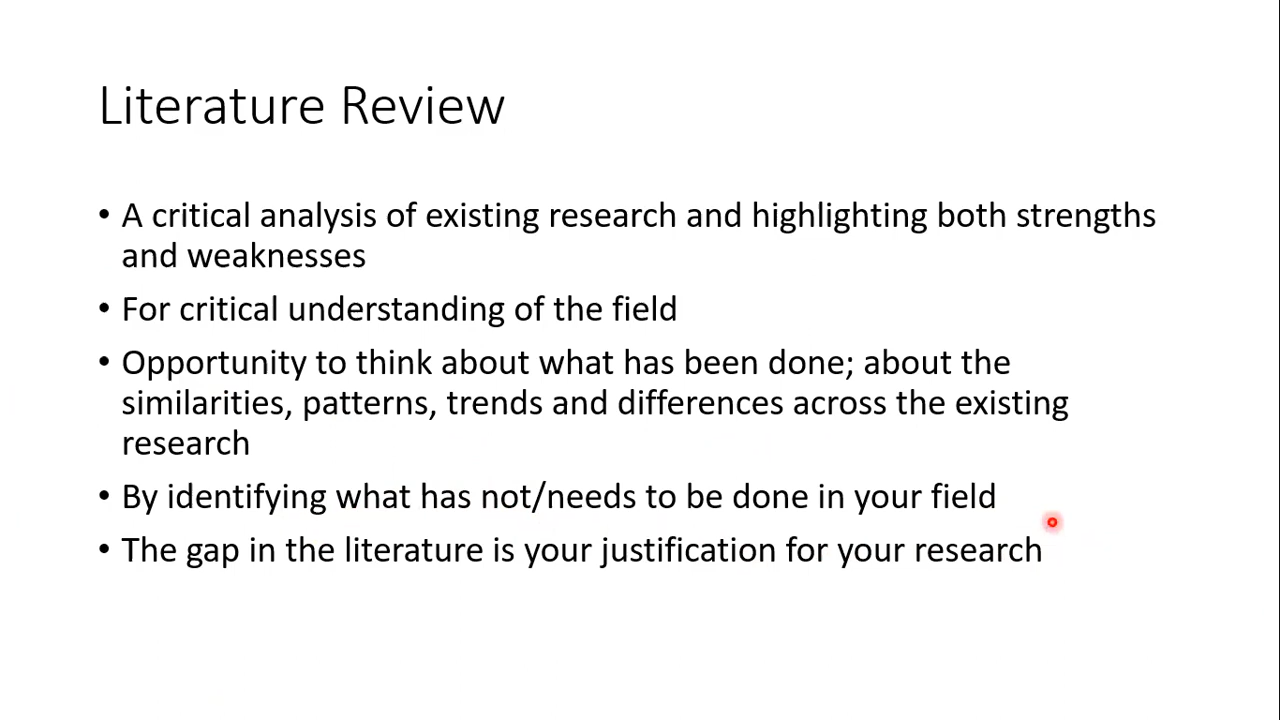 Literature Review
• A critical analysis of existing research and highlighting both strengths
and weaknesses
• For critical understanding of the field
• Opportunity to think about what has been done; about the
similarities, patterns, trends and differences across the existing
research
• By identifying what has not/needs to be done in your field
• The gap in the literature is your justification for your research